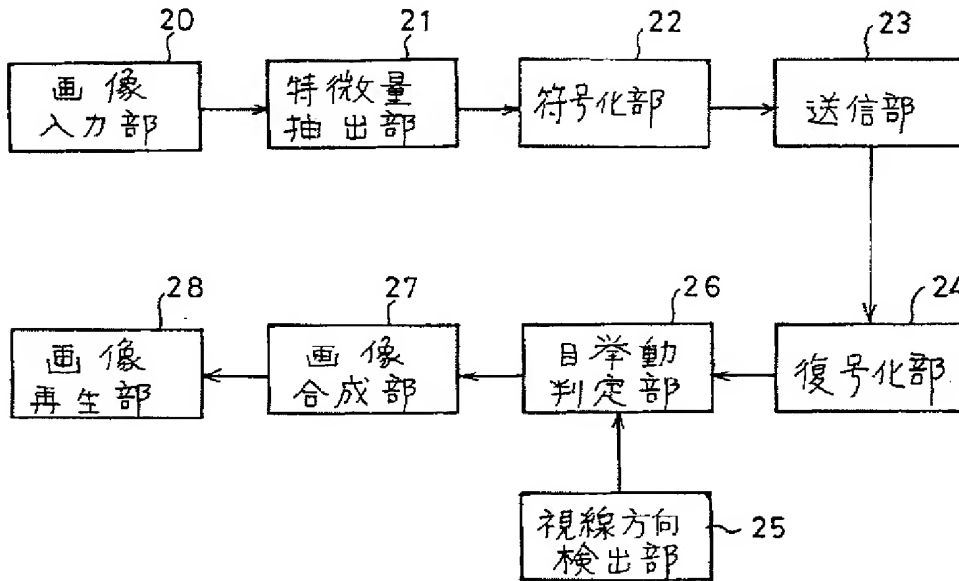 20
画像
入力部
21
特微量
抽出部
22
符号化部
23
送信部
28
画像
再生部
27
画像
合成部
26
目挙動
判定部
24
復号化部
視線方向
検出部
25